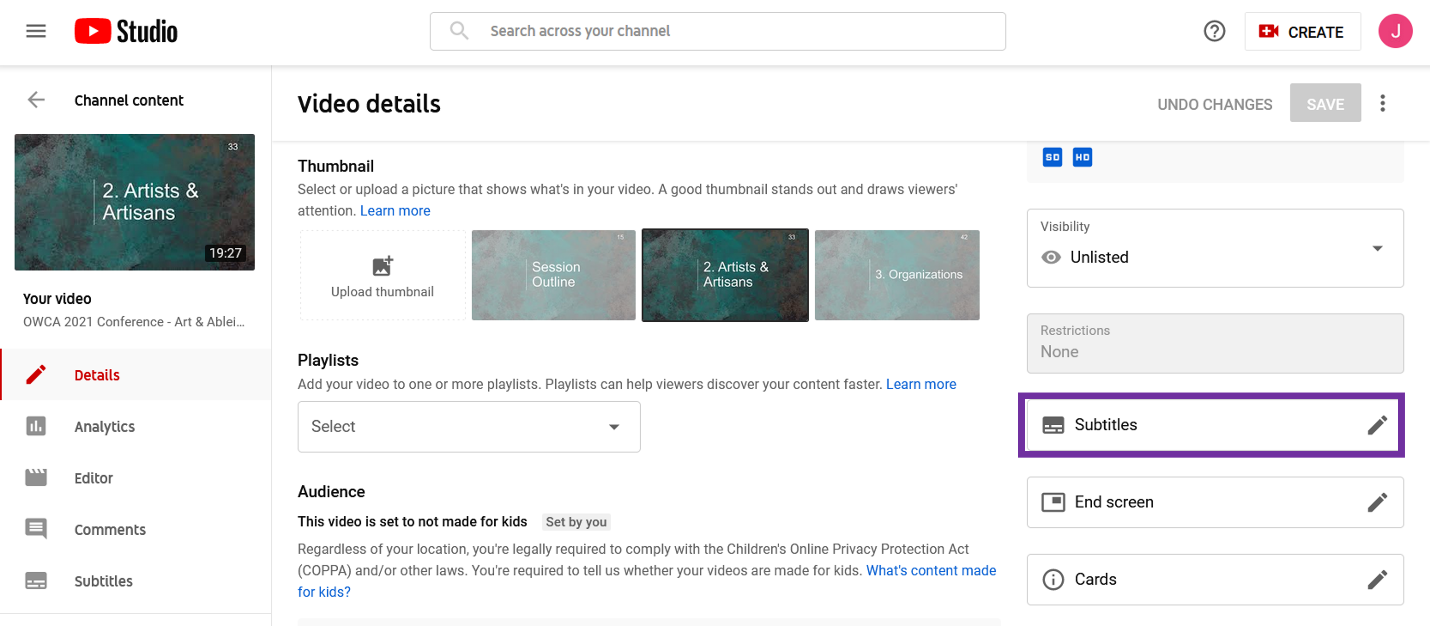 Studio
Search across your channel
CREATE
J
Channel content
33
2. Artists &
Artisans
19:27
Your video
OWCA 2021 Conference - Art & Ablei...
Details
Analytics
Editor
Comments
Subtitles
Video details
UNDO CHANGES
SAVE
Thumbnail
Select or upload a picture that shows what's in your video. A good thumbnail stands out and draws viewers'
attention. Learn more
Upload thumbnail
15
Session
Outline
33
2. Artists &
Artisans
42
3. Organizations
Playlists
Add your video to one or more playlists. Playlists can help viewers discover your content faster. Learn more
Select
Audience
This video is set to not made for kids Set by you
Regardless of your location, you're legally required to comply with the Children's Online Privacy Protection Act
(COPPA) and/or other laws. You're required to tell us whether your videos are made for kids. What's content made
for kids?
SD HD
Visibility
Unlisted
Restrictions
None
Subtitles
End screen
Cards